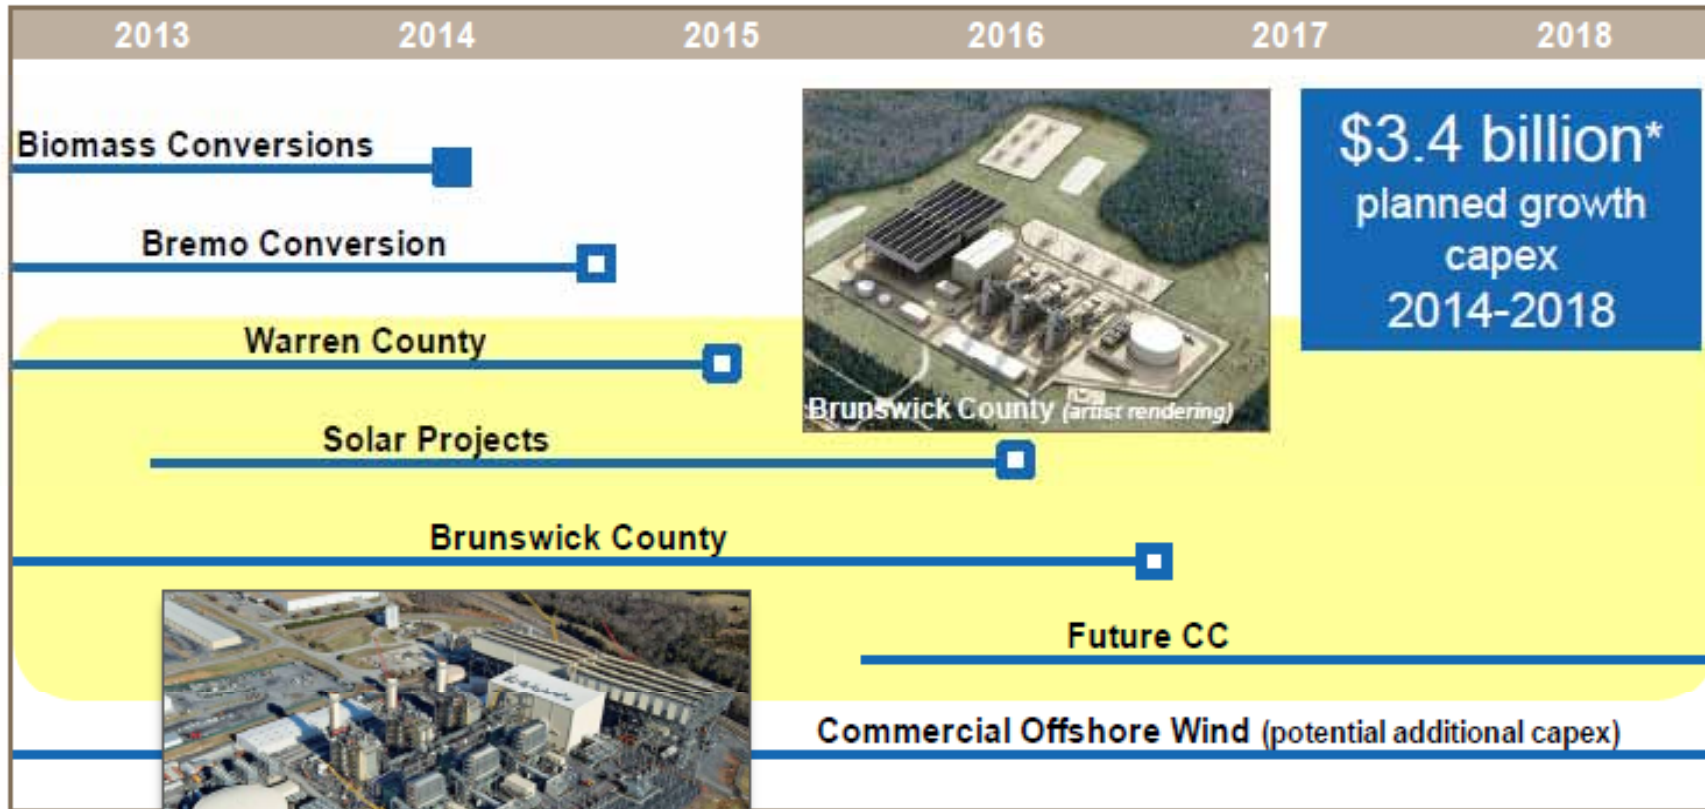 2013 2014 2015 2016 2017 2018
Biomass Conversions
$3.4 billion*
planned growth
capex
2014-2018
Bremo Conversion
Warren County
Brunswick County (artist rendering)
Solar Projects
Brunswick County
Future CC
Commercial Offshore Wind (potential additional capex)